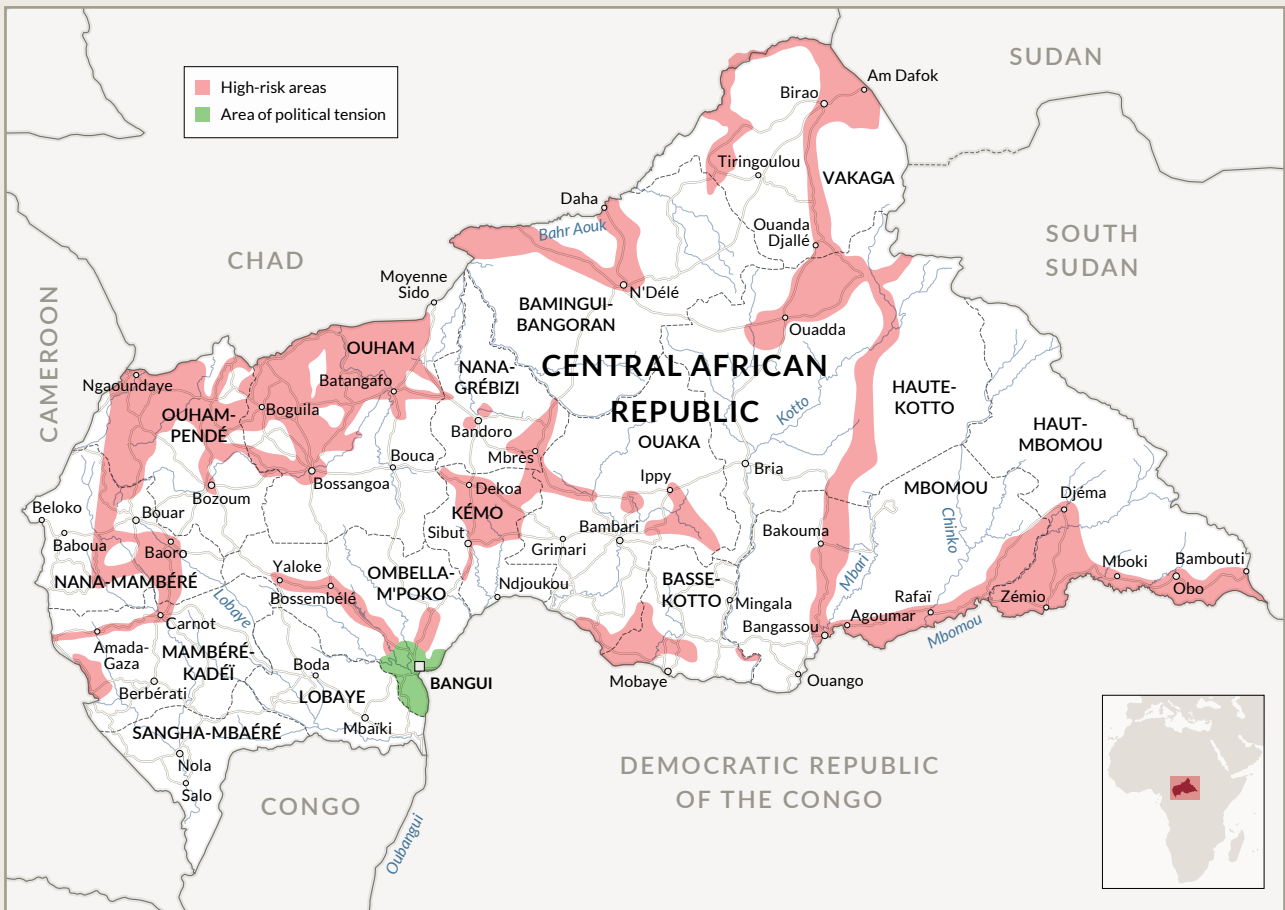 High-risk areas
Area of political tension
SUDAN
Am Dafok
Birao
Tiringoulou
VAKAGA
Daha
Bahr Aouk
Ouanda
Djallé
SOUTH
SUDAN
CHAD
Moyenne
Sido
N'Délé
BAMINGUI-
BANGORAN
Ouadda
CAMEROON
OUHAM
NANA-
GRÉBIZI
CENTRAL AFRICAN
REPUBLIC
Ngaoundaye
Batangafo
HAUTE-
KOTTO
OUHAM-
PENDÉ
Boguila
Kotto
Bandoro
OUAKA
HAUT-
MBOMOU
Bouca
Mbrès
Bria
Ippy
Bossangoa
Bozoum
Dekoa
MBOMOU
Djéma
Beloko
Bouar
KÉMO
Chinko
Baboua
Baoro
Sibut
Grimari
Bambari
Bakouma
Mbari
NANA-MAMBÉRÉ
Yaloke
OMBELLA-
M'POKO
Ndjoukou
BASSE-
KOTTO
Mboki
Bambouti
Bossembélé
Lobaye
Mingala
Rafaï
Zémio
Obo
Carnot
Bangassou
Agoumar
Mbomou
Amada-
Gaza
MAMBÉRÉ-
KADÉÏ
Boda
BANGUI
Mobaye
Ouango
Berbérati
LOBAYE
SANGHA-MBAÉRÉ
Mbaïki
Nola
Salo
CONGO
DEMOCRATIC REPUBLIC
OF THE CONGO
Oubangui